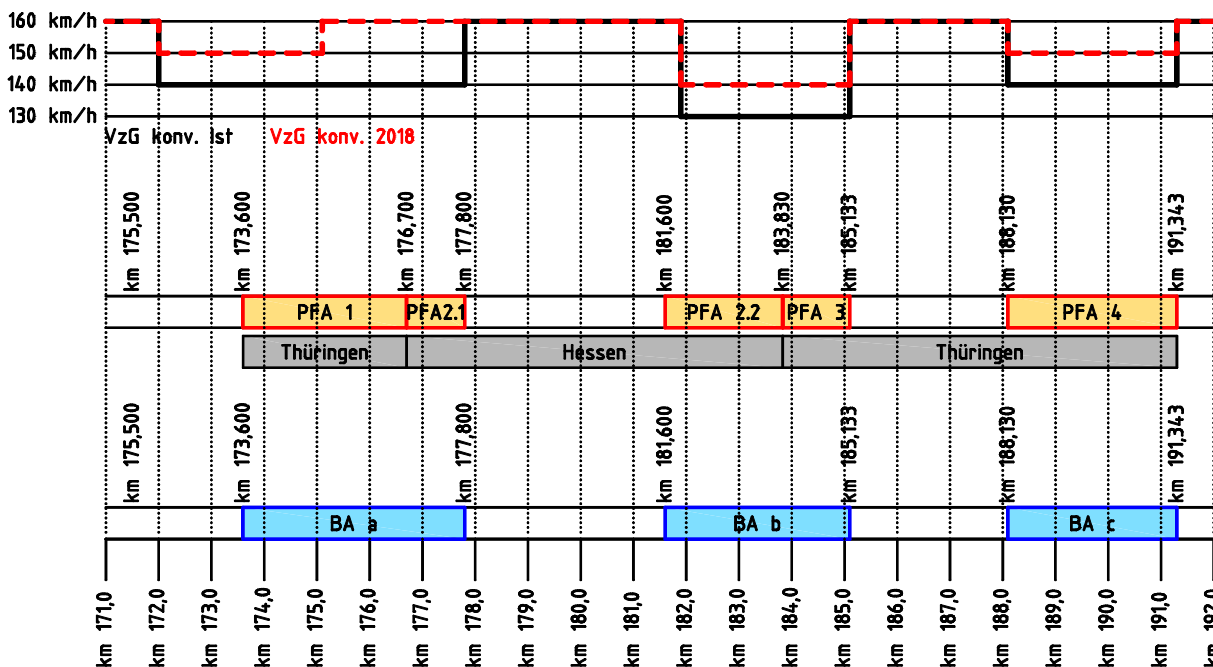 160 km/h
150 km/h
140 km/h
130 km/h
VzG konv. Ist VzG konv. 2018
km 175,500
km 173,600
km 176,700
km 177,800
km 181,600
km 183,830
km 185,133
km 188,130
km 191,343
PFA 1
PFA2.1
PFA 2.2
PFA 3
PFA 4
Thüringen
Hessen
Thüringen
km 175,500
km 173,600
km 177,800
km 181,600
km 185,133
km 188,130
km 191,343
BA a
BA b
BA c
km 171,0
km 172,0
km 173,0
km 174,0
km 175,0
km 176,0
km 177,0
km 178,0
km 179,0
km 180,0
km 181,0
km 182,0
km 183,0
km 184,0
km 185,0
km 186,0
km 187,0
km 188,0
km 189,0
km 190,0
km 191,0